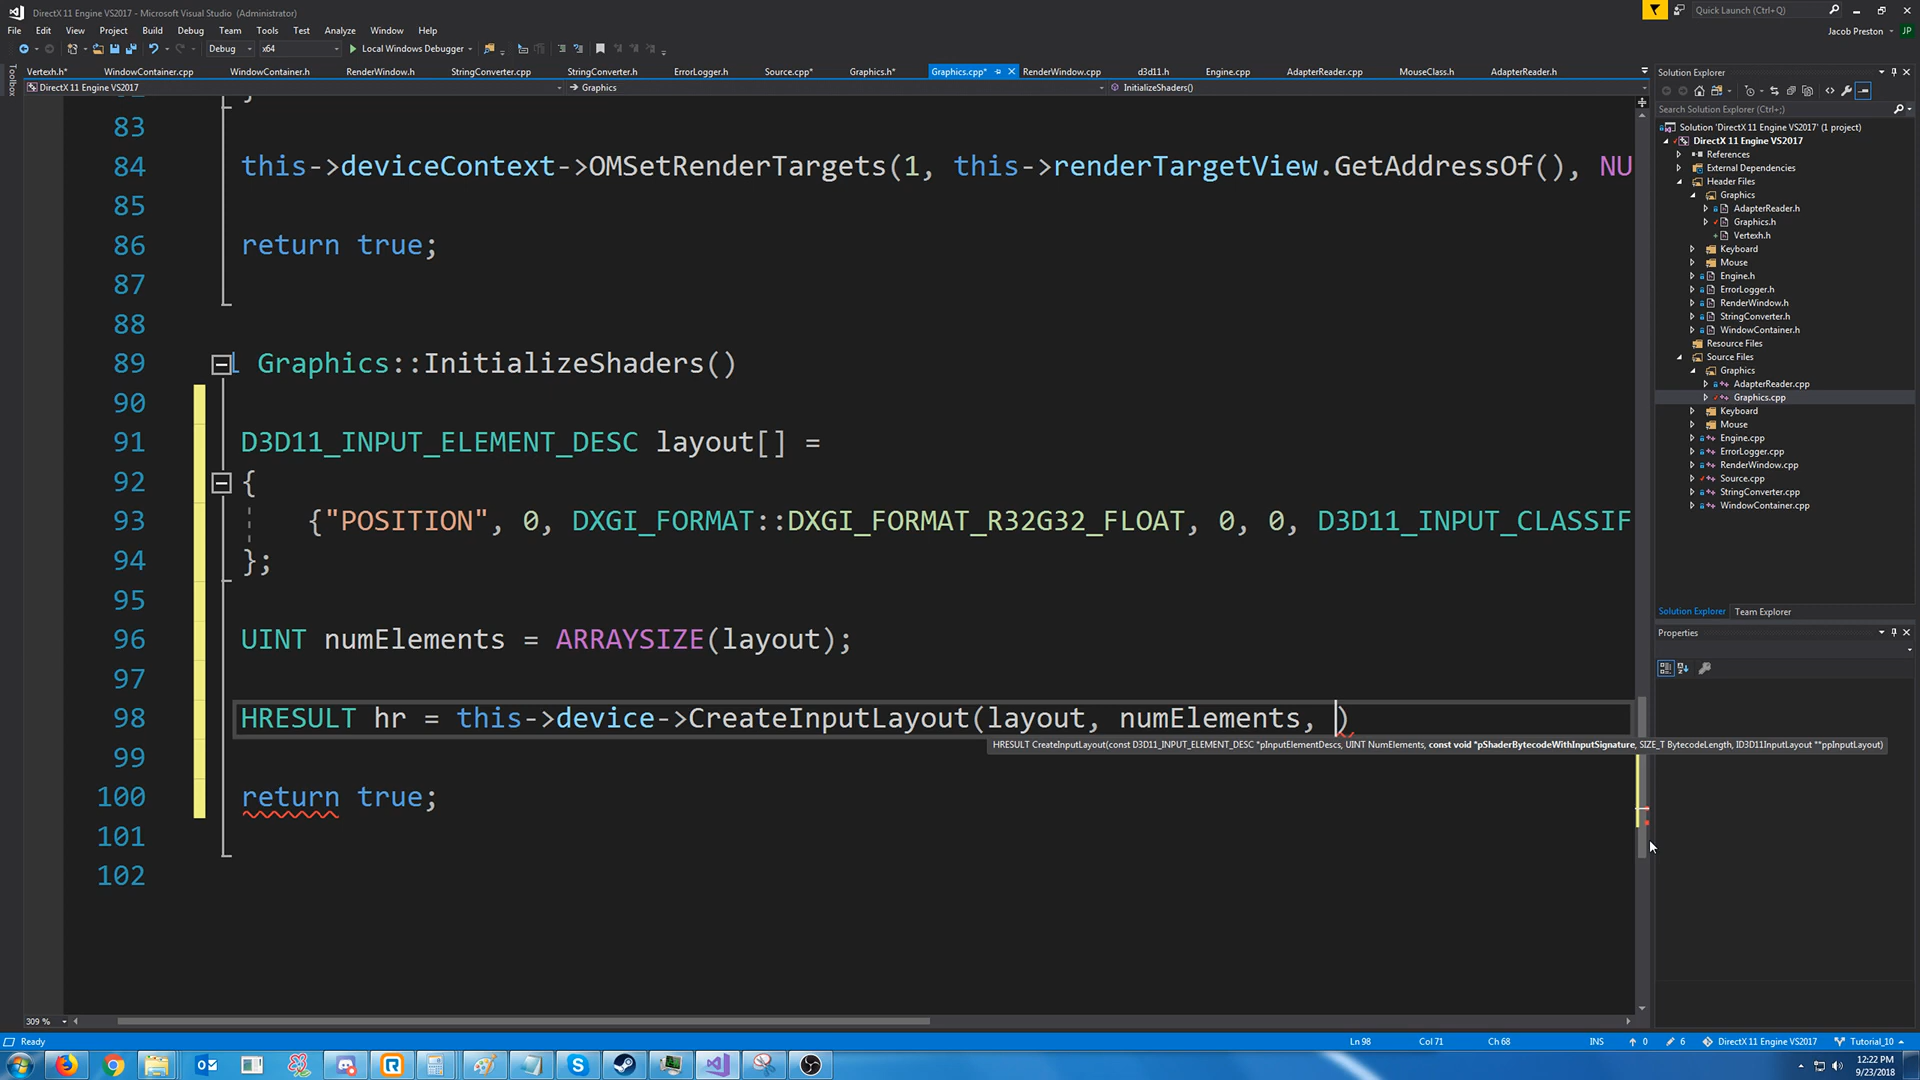 DirectX 11 Engine VS2017 - Microsoft Visual Studio (Administrator)
Quick Launch (Ctrl+Q)
File Edit View Project Build Debug Team Tools Test Analyze Window Help
Jacob Preston JP
Debug x64 Local Windows Debugger
Toolbox
Vertexh.h* WindowContainer.cpp WindowContainer.h RenderWindow.h StringConverter.cpp StringConverter.h ErrorLogger.h Source.cpp* Graphics.h* Graphics.cpp* RenderWindow.cpp d3d11.h Engine.cpp AdapterReader.cpp MouseClass.h AdapterReader.h
DirectX 11 Engine VS2017 Graphics InitializeShaders()
83
84 this->deviceContext->OMSetRenderTargets(1, this->renderTargetView.GetAddressOf(), NU
85
86 return true;
87
88
89 Graphics::InitializeShaders()
90
91 D3D11_INPUT_ELEMENT_DESC layout[] =
92 {
93 {"POSITION", 0, DXGI_FORMAT::DXGI_FORMAT_R32G32_FLOAT, 0, 0, D3D11_INPUT_CLASSIF
94 };
95
96 UINT numElements = ARRAYSIZE(layout);
97
98 HRESULT hr = this->device->CreateInputLayout(layout, numElements, )
HRESULT CreateInputLayout(const D3D11_INPUT_ELEMENT_DESC *pInputElementDescs, UINT NumElements, const void *pShaderBytecodeWithInputSignature, SIZE_T BytecodeLength, ID3D11InputLayout **ppInputLayout)
99
100 return true;
101
102
309 %
Solution Explorer
Search Solution Explorer (Ctrl+;)
Solution 'DirectX 11 Engine VS2017' (1 project)
DirectX 11 Engine VS2017
References
External Dependencies
Header Files
Graphics
AdapterReader.h
Graphics.h
Vertexh.h
Keyboard
Mouse
Engine.h
ErrorLogger.h
RenderWindow.h
StringConverter.h
WindowContainer.h
Resource Files
Source Files
Graphics
AdapterReader.cpp
Graphics.cpp
Keyboard
Mouse
Engine.cpp
ErrorLogger.cpp
RenderWindow.cpp
Source.cpp
StringConverter.cpp
WindowContainer.cpp
Solution Explorer Team Explorer
Properties
Ready Ln 98 Col 71 Ch 68 INS 0 6 DirectX 11 Engine VS2017 Tutorial_10
12:22 PM
9/23/2018